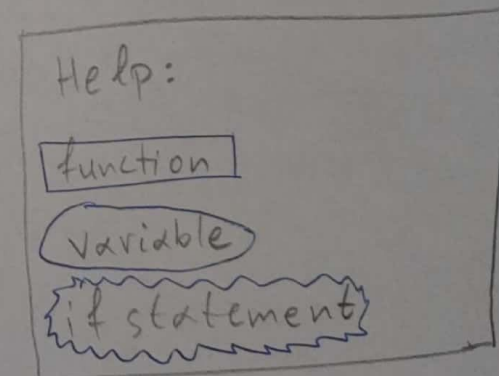 Help:
function
variable
if statement